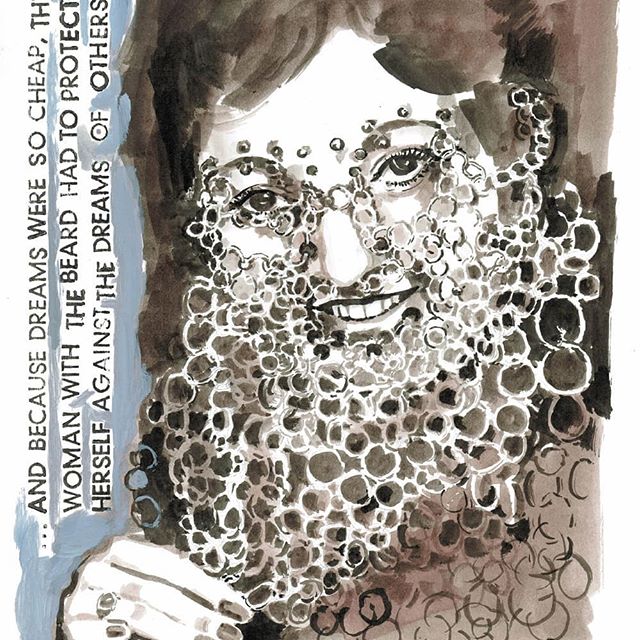 ... AND BECAUSE DREAMS WERE SO CHEAP, TH
WOMAN WITH THE BEARD HAD TO PROTECT
HERSELF AGAINST THE DREAMS OF OTHERS